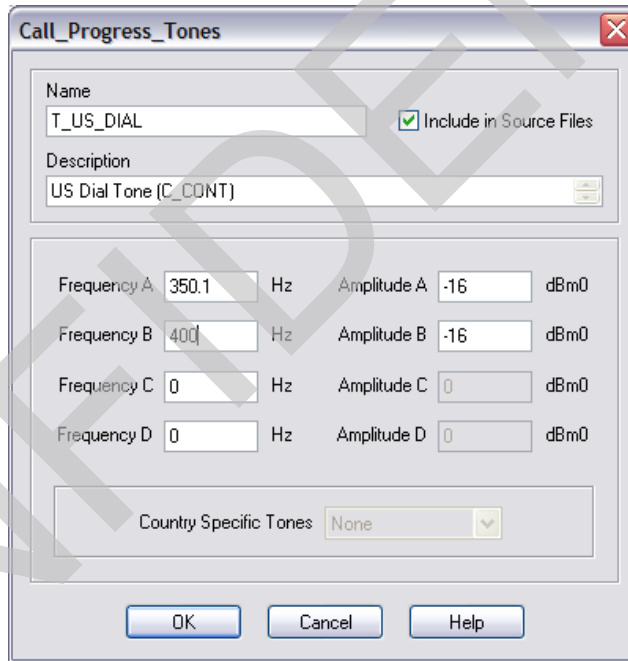 Call_Progress_Tones
Name
T_US_DIAL
Include in Source Files
Description
US Dial Tone (C_CONT)
Frequency A 350.1 Hz Amplitude A -16 dBm0
Frequency B 400 Hz Amplitude B -16 dBm0
Frequency C 0 Hz Amplitude C 0 dBm0
Frequency D 0 Hz Amplitude D 0 dBm0
Country Specific Tones None
OK Cancel Help